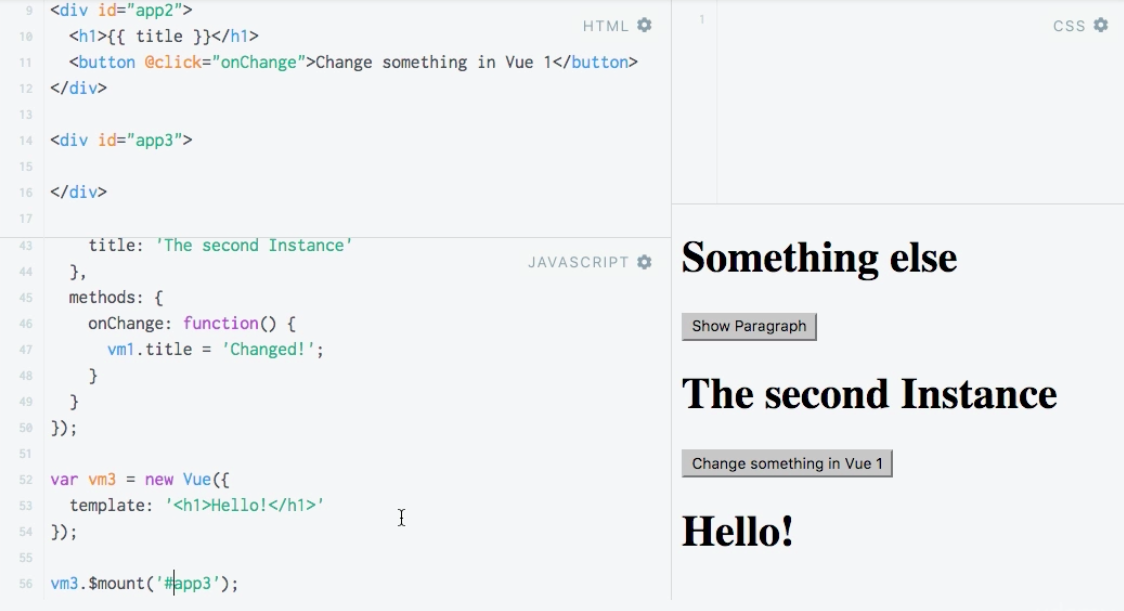 9 <div id="app2">
10 <h1>{{ title }}</h1>
11 <button @click="onChange">Change something in Vue 1</button>
12 </div>
13
14 <div id="app3">
15
16 </div>
17
HTML
43 title: 'The second Instance'
44 },
45 methods: {
46 onChange: function() {
47 vm1.title = 'Changed!';
48 }
49 }
50 });
51
52 var vm3 = new Vue({
53 template: '<h1>Hello!</h1>'
54 });
55
56 vm3.$mount('#app3');
JAVASCRIPT
1
CSS
Something else
Show Paragraph
The second Instance
Change something in Vue 1
Hello!